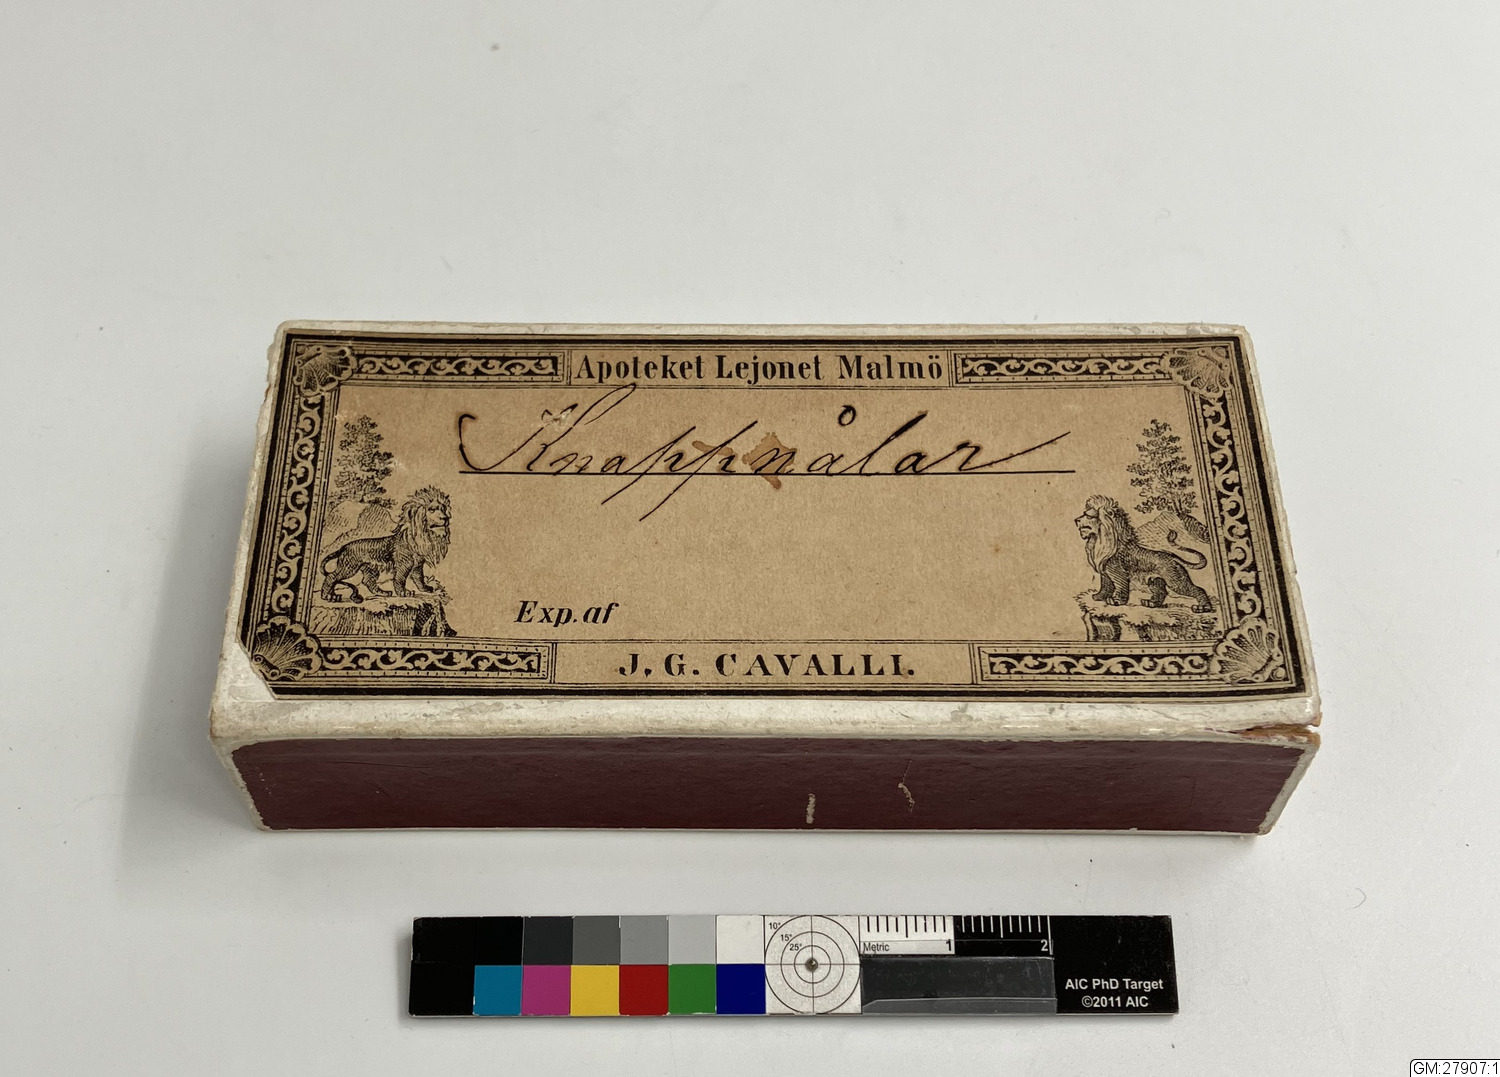 Apoteket Lejonet Malmö
Knappnålar
Exp. af
J. G. CAVALLI.
10° 15° 25°
Metric 1 2
AIC PhD Target
©2011 AIC
GM:27907:1